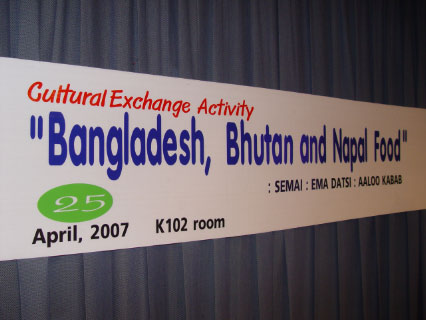 Cultural Exchange Activity
"Bangladesh, Bhutan and Napal Food"
: SEMAI : EMA DATSI : AALOO KABAB
25
April, 2007 K102 room